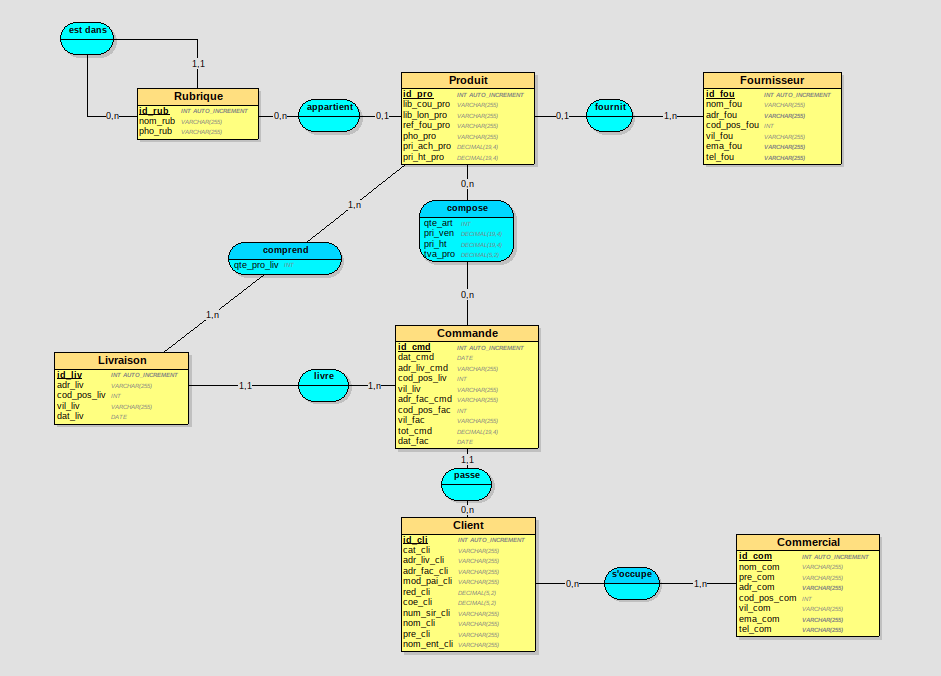 est dans
1,1
0,n
Rubrique
id_rub INT AUTO_INCREMENT
nom_rub VARCHAR(255)
pho_rub VARCHAR(255)
0,n
appartient
0,1
Produit
id_pro INT AUTO_INCREMENT
lib_cou_pro VARCHAR(255)
lib_lon_pro VARCHAR(255)
ref_fou_pro VARCHAR(255)
pho_pro VARCHAR(255)
pri_ach_pro DECIMAL(19,4)
pri_ht_pro DECIMAL(19,4)
0,1
fournit
1,n
Fournisseur
id_fou INT AUTO_INCREMENT
nom_fou VARCHAR(255)
adr_fou VARCHAR(255)
cod_pos_fou INT
vil_fou VARCHAR(255)
ema_fou VARCHAR(255)
tel_fou VARCHAR(255)
0,n
1,n
compose
qte_art INT
pri_ven DECIMAL(19,4)
pri_ht DECIMAL(19,4)
tva_pro DECIMAL(5,2)
comprend
qte_pro_liv INT
0,n
1,n
Livraison
id_liv INT AUTO_INCREMENT
adr_liv VARCHAR(255)
cod_pos_liv INT
vil_liv VARCHAR(255)
dat_liv DATE
1,1
livre
1,n
Commande
id_cmd INT AUTO_INCREMENT
dat_cmd DATE
adr_liv_cmd VARCHAR(255)
cod_pos_liv INT
vil_liv VARCHAR(255)
adr_fac_cmd VARCHAR(255)
cod_pos_fac INT
vil_fac VARCHAR(255)
tot_cmd DECIMAL(19,4)
dat_fac DATE
1,1
passe
0,n
Client
id_cli INT AUTO_INCREMENT
cat_cli VARCHAR(255)
adr_liv_cli VARCHAR(255)
adr_fac_cli VARCHAR(255)
mod_pai_cli VARCHAR(255)
red_cli DECIMAL(5,2)
coe_cli DECIMAL(5,2)
num_sir_cli VARCHAR(255)
nom_cli VARCHAR(255)
pre_cli VARCHAR(255)
nom_ent_cli VARCHAR(255)
0,n
s'occupe
1,n
Commercial
id_com INT AUTO_INCREMENT
nom_com VARCHAR(255)
pre_com VARCHAR(255)
adr_com VARCHAR(255)
cod_pos_com INT
vil_com VARCHAR(255)
ema_com VARCHAR(255)
tel_com VARCHAR(255)